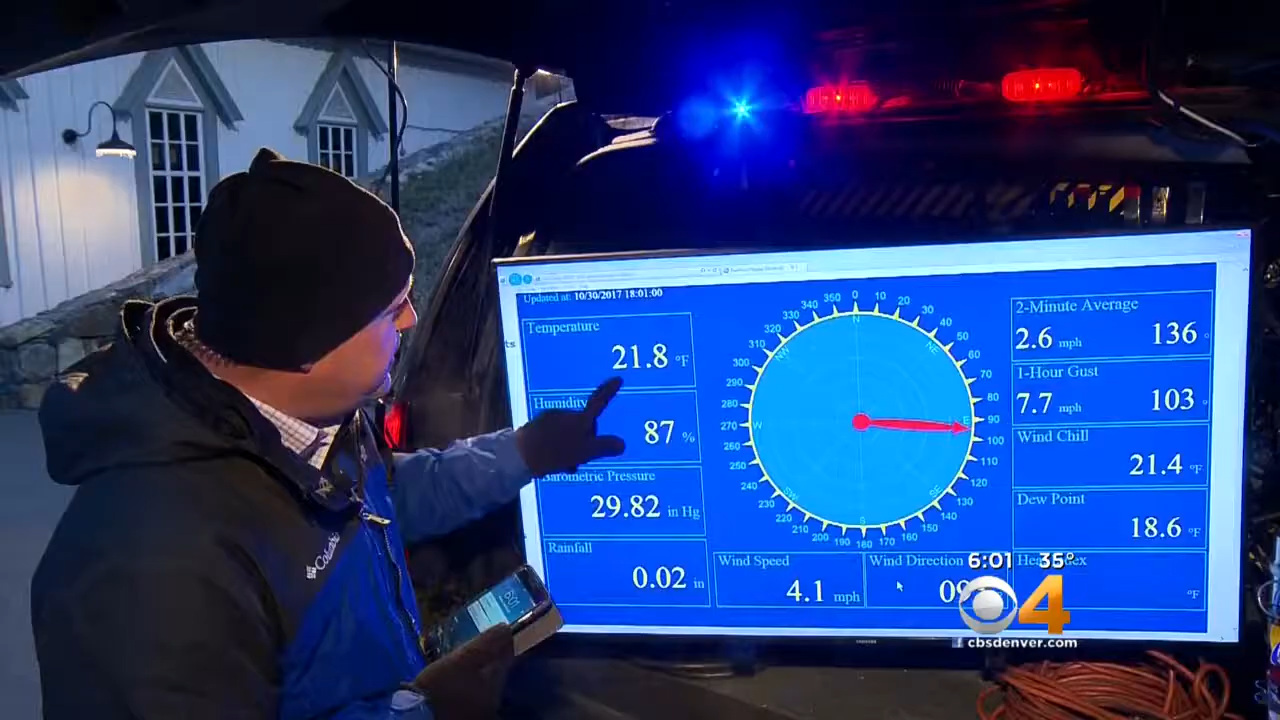 Updated at: 10/30/2017 18:01:00
Temperature
21.8 °F
Humidity
87 %
Barometric Pressure
29.82 in Hg
Rainfall
0.02 in
0
10
20
30
40
50
60
70
80
90
100
110
120
130
140
150
160
170
180
190
200
210
220
230
240
250
260
270
280
290
300
310
320
330
340
350
N
NE
E
SE
S
SW
W
NW
Wind Speed
4.1 mph
Wind Direction
2-Minute Average
2.6 mph 136 °
1-Hour Gust
7.7 mph 103 °
Wind Chill
21.4 °F
Dew Point
18.6 °F
°F
Columbia
6:01
6:01 35°
4
cbsdenver.com